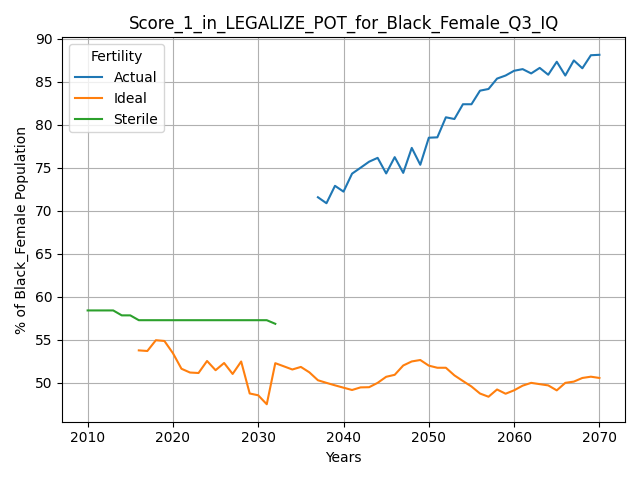 Score_1_in_LEGALIZE_POT_for_Black_Female_Q3_IQ
% of Black_Female Population
90
85
80
75
70
65
60
55
50
Fertility
Actual
Ideal
Sterile
2010 2020 2030 2040 2050 2060 2070
Years